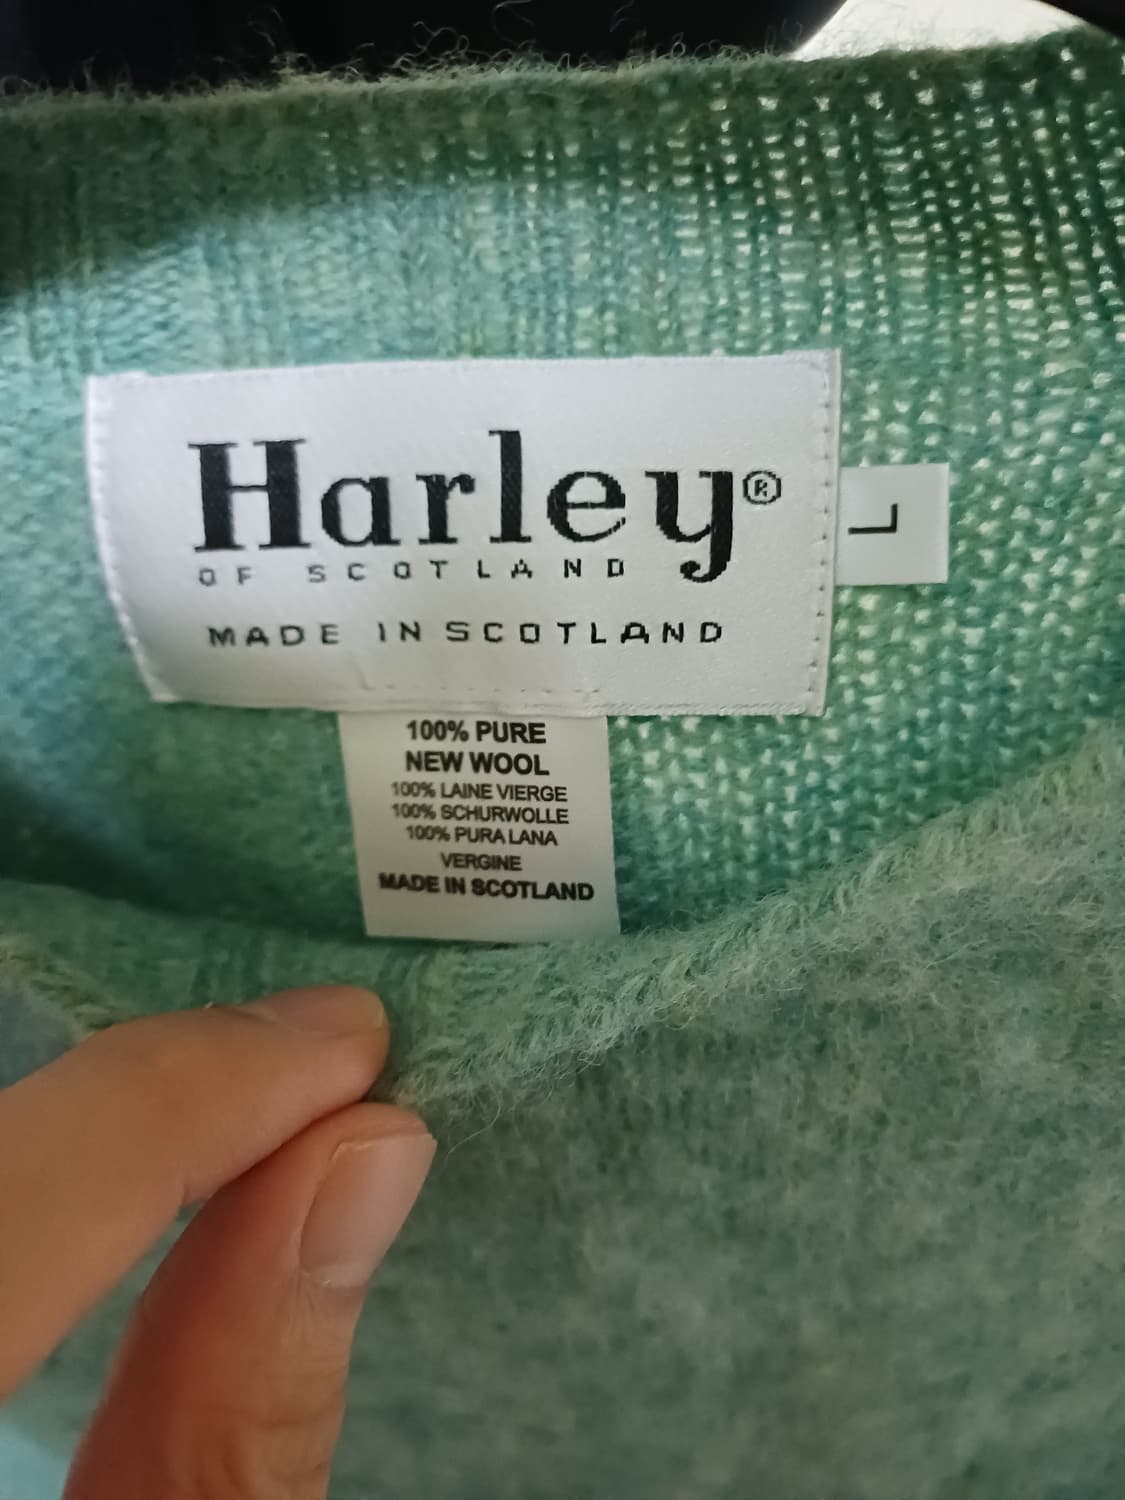 Harley®
OF SCOTLAND
MADE IN SCOTLAND
L
100% PURE
NEW WOOL
100% LAINE VIERGE
100% SCHURWOLLE
100% PURA LANA
VERGINE
MADE IN SCOTLAND